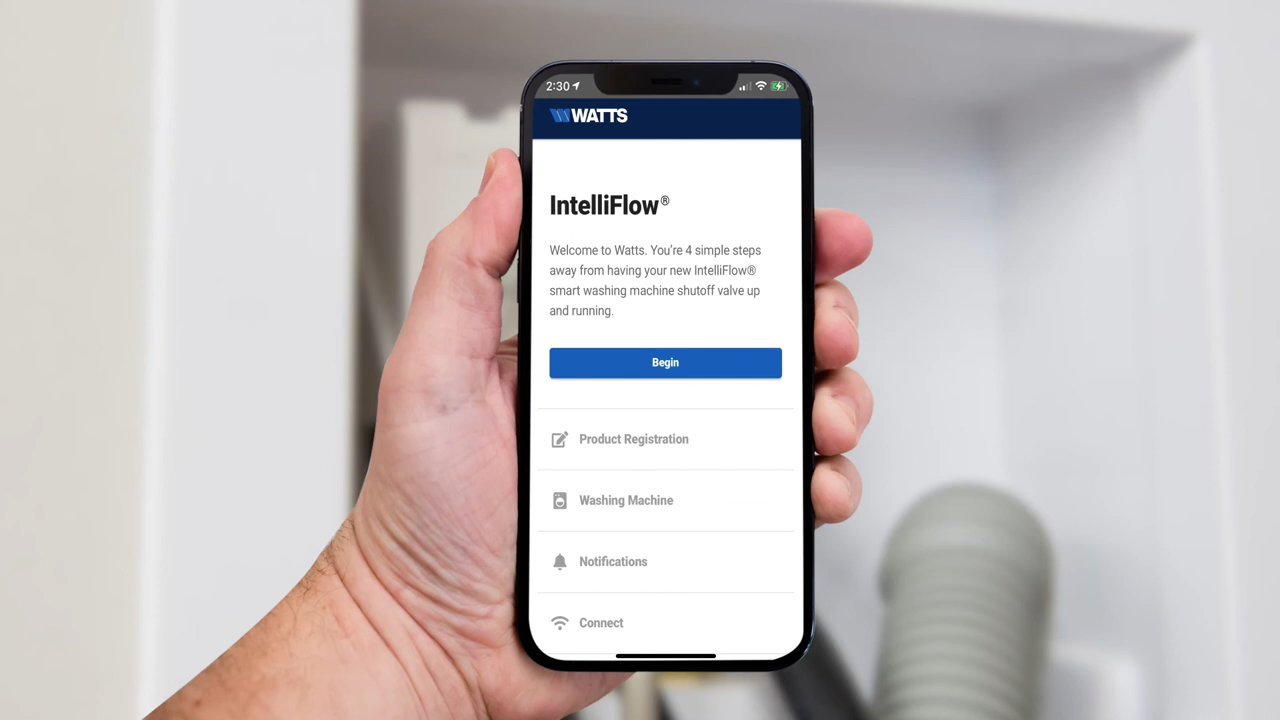 2:30
WATTS
IntelliFlow®
Welcome to Watts. You're 4 simple steps
away from having your new IntelliFlow®
smart washing machine shutoff valve up
and running.
Begin
Product Registration
Washing Machine
Notifications
Connect